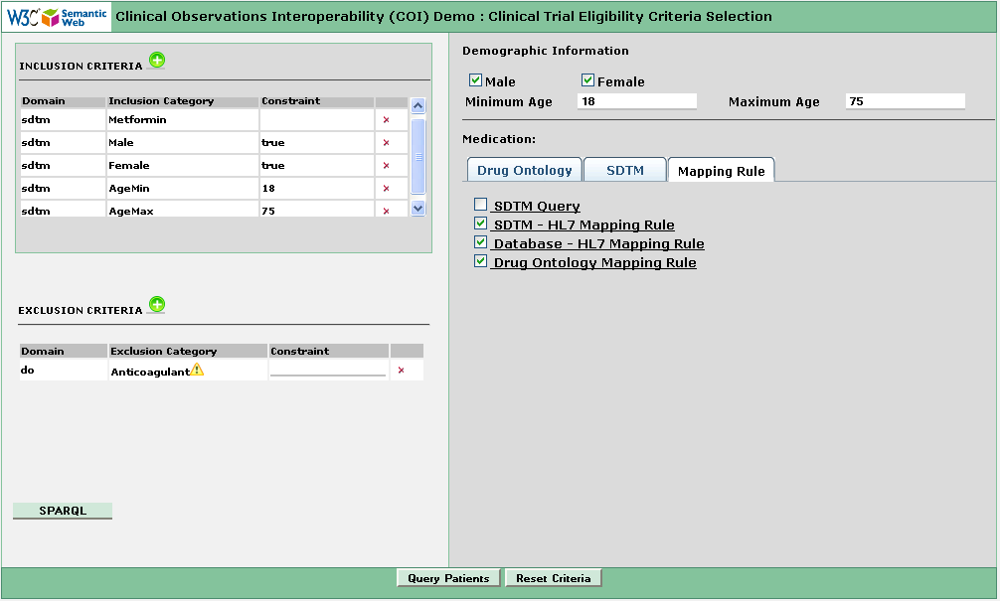 W3C Semantic Web Clinical Observations Interoperability (COI) Demo : Clinical Trial Eligibility Criteria Selection
INCLUSION CRITERIA
Domain Inclusion Category Constraint
sdtm Metformin
sdtm Male true
sdtm Female true
sdtm AgeMin 18
sdtm AgeMax 75
EXCLUSION CRITERIA
Domain Exclusion Category Constraint
do Anticoagulant
SPARQL
Demographic Information
Male Female
Minimum Age 18 Maximum Age 75
Medication:
Drug Ontology SDTM Mapping Rule
SDTM Query
SDTM - HL7 Mapping Rule
Database - HL7 Mapping Rule
Drug Ontology Mapping Rule
Query Patients Reset Criteria